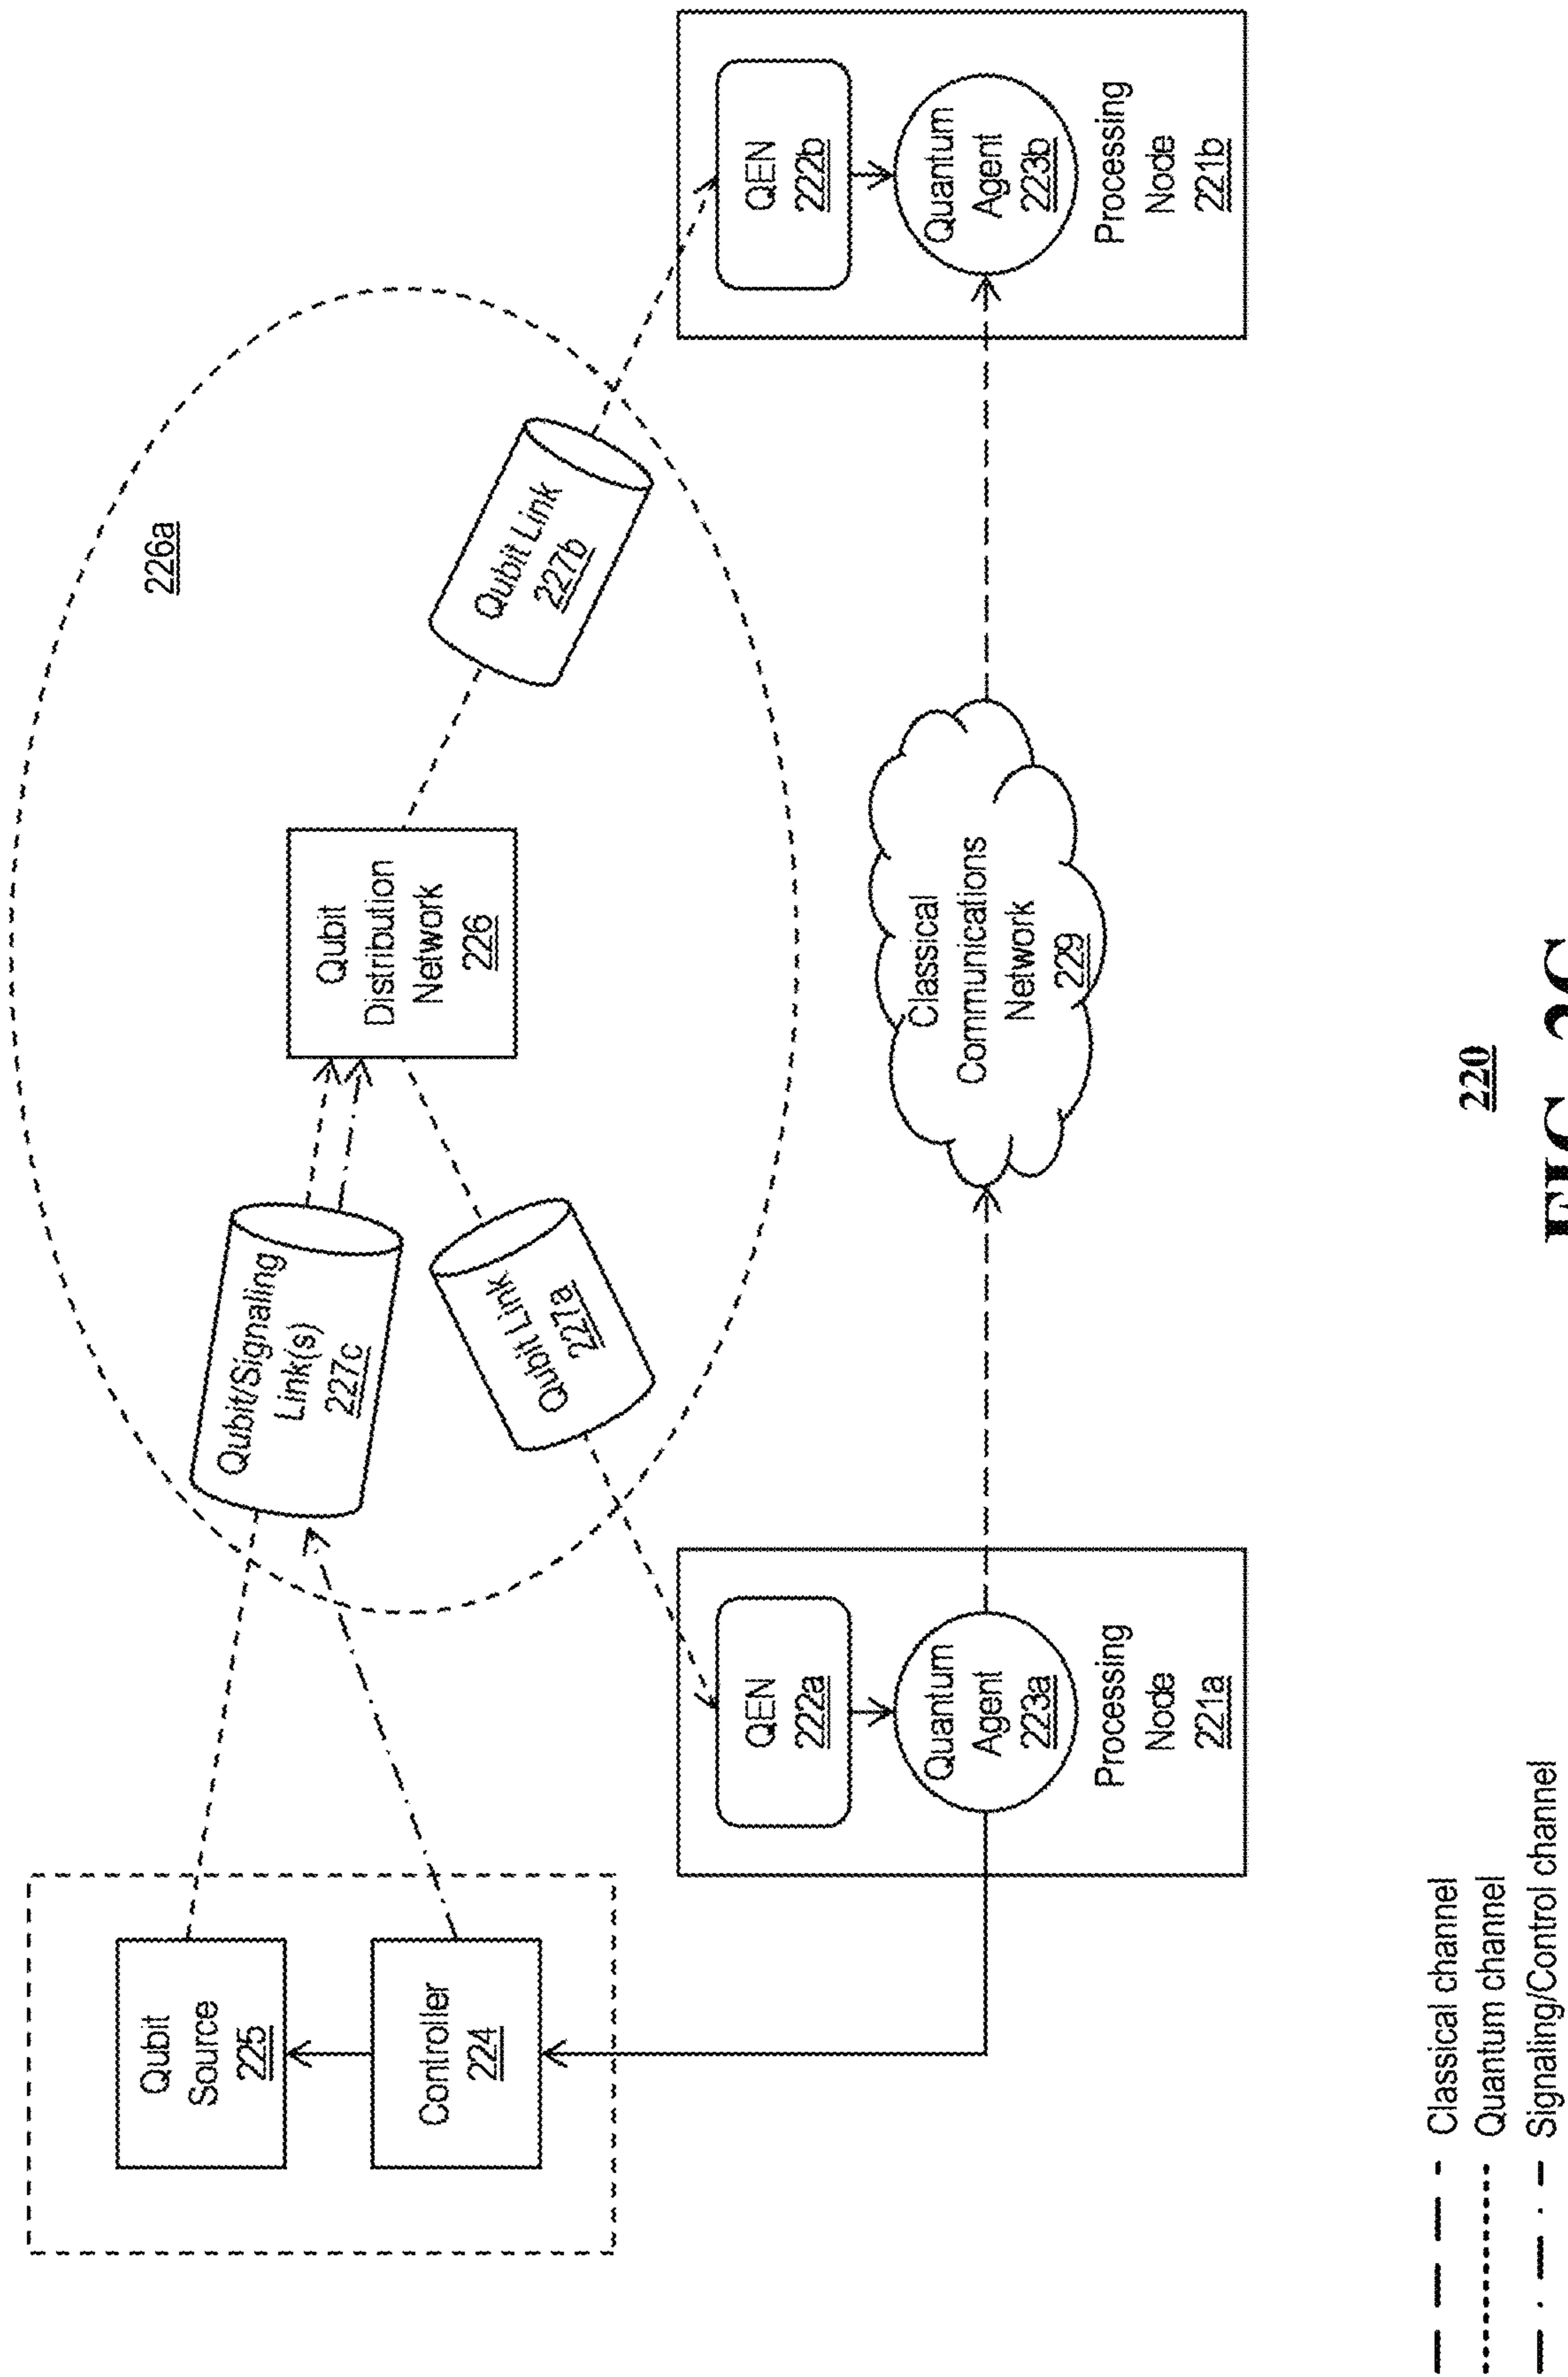 Qubit
Source
225
Controller
224
Qubit/Signaling
Link(s)
227c
Qubit Link
227a
Qubit
Distribution
Network
226
Qubit Link
227b
226a
QEN
222a
Quantum
Agent
223a
Processing
Node
221a
Classical
Communications
Network
229
QEN
222b
Quantum
Agent
223b
Processing
Node
221b
Classical channel
Quantum channel
Signaling/Control channel
220